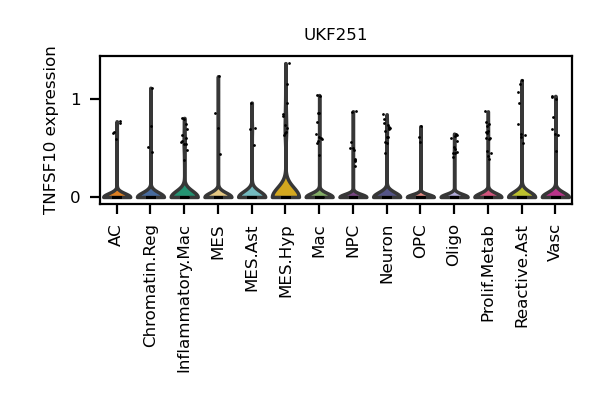 UKF251
TNFSF10 expression
1
0
AC
Chromatin.Reg
Inflammatory.Mac
MES
MES.Ast
MES.Hyp
Mac
NPC
Neuron
OPC
Oligo
Prolif.Metab
Reactive.Ast
Vasc